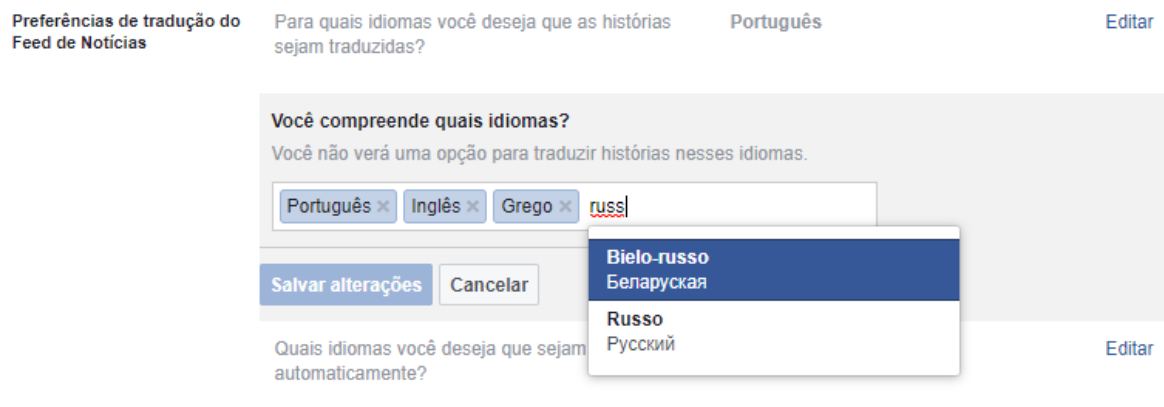 Preferências de tradução do
Feed de Notícias
Para quais idiomas você deseja que as histórias
sejam traduzidas?
Português
Editar
Você compreende quais idiomas?
Você não verá uma opção para traduzir histórias nesses idiomas.
Português × Inglês × Grego × russ
Bielo-russo
Беларуская
Russo
Русский
Salvar alterações Cancelar
Quais idiomas você deseja que sejam
automaticamente?
Editar